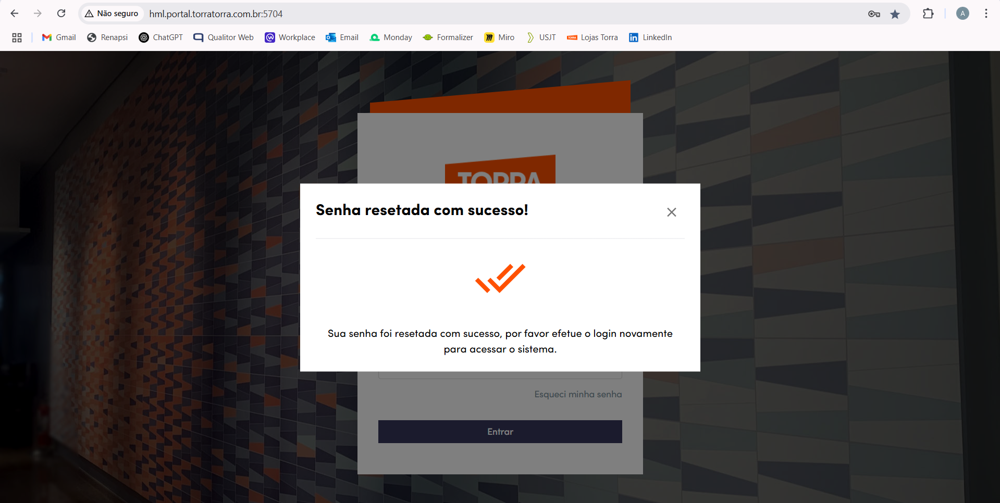 Não seguro
hml.portal.torratorra.com.br:5704
A
Gmail
Renapsi
ChatGPT
Qualitor Web
Workplace
Email
Monday
Formalizer
Miro
TORRA
Lojas Torra
USJT
LinkedIn
TORRA
Senha resetada com sucesso!
Sua senha foi resetada com sucesso, por favor efetue o login novamente
para acessar o sistema.
Esqueci minha senha
Entrar